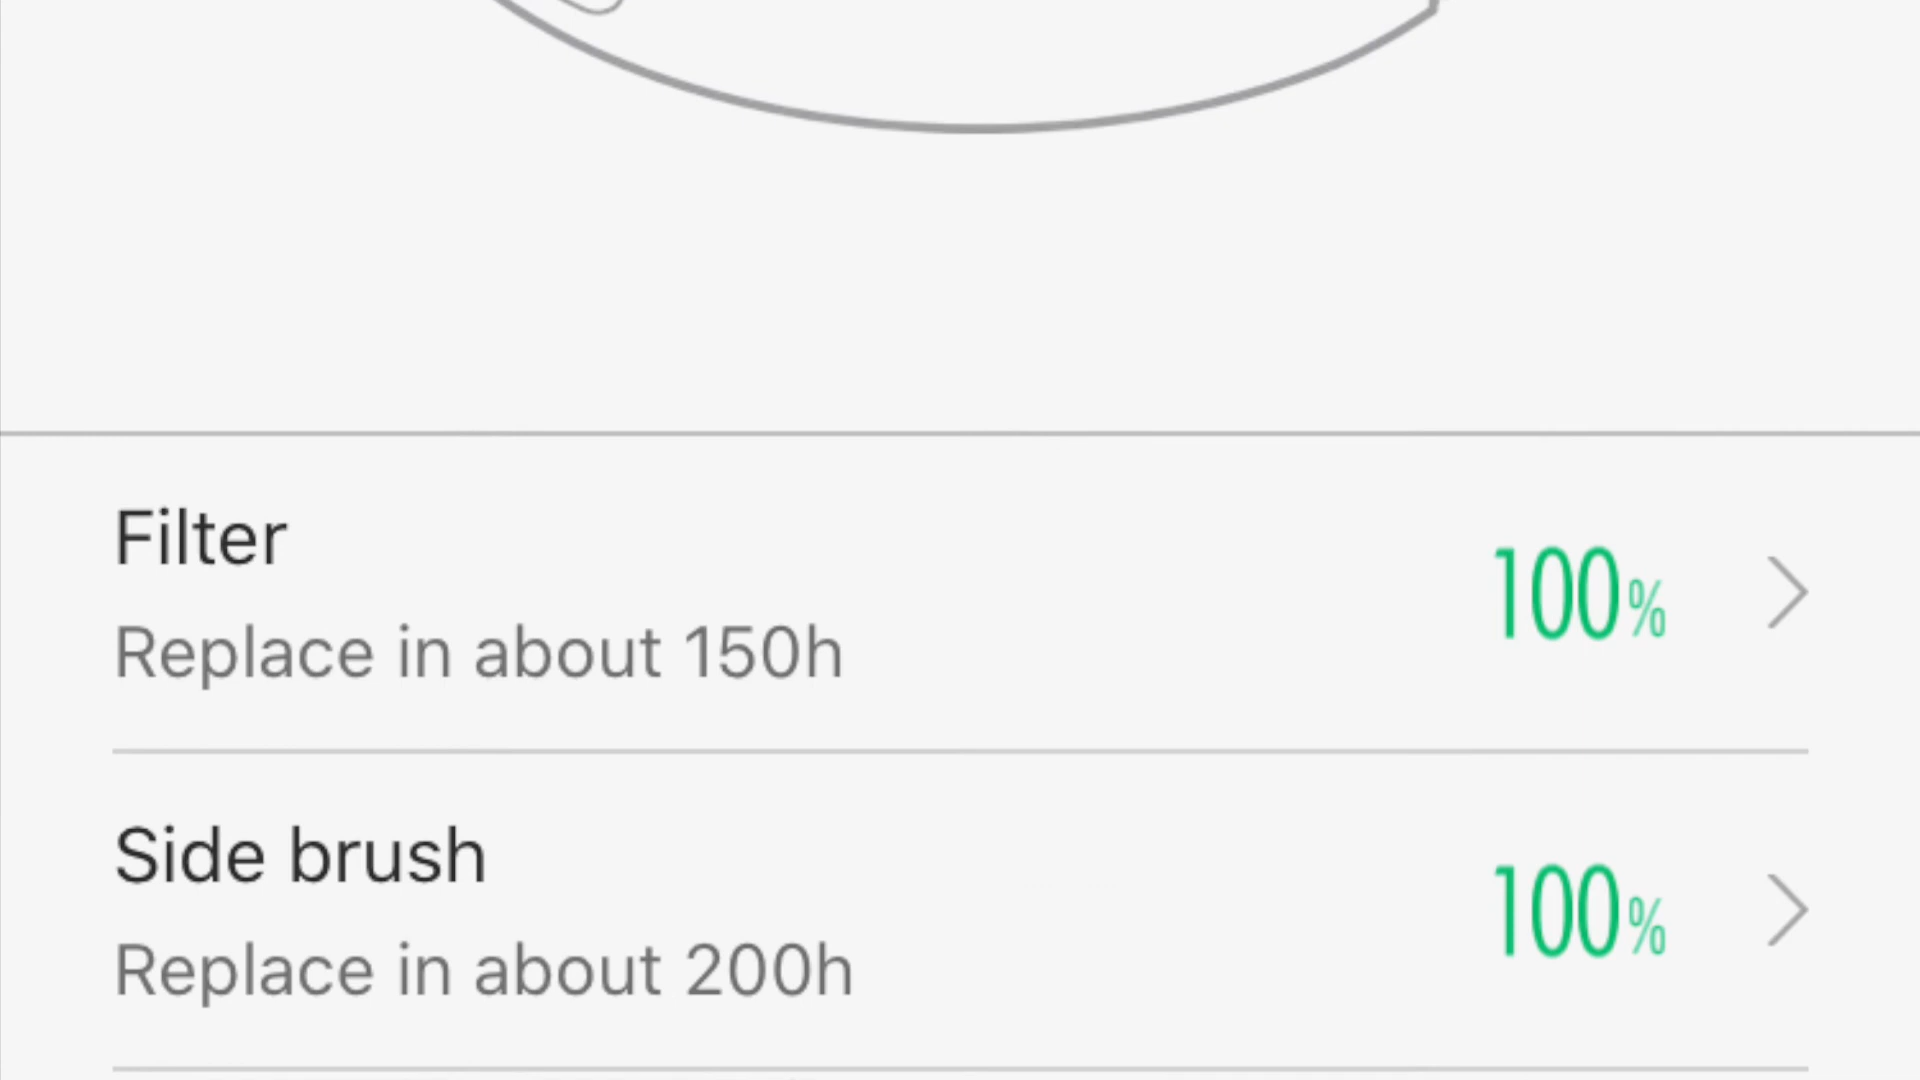 Filter
100%
Replace in about 150h
Side brush
100%
Replace in about 200h